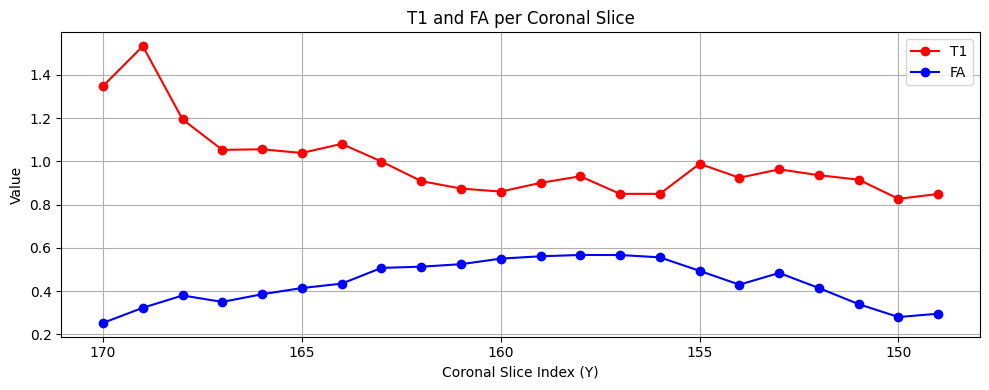 T1 and FA per Coronal Slice
T1
FA
Value
1.4
1.2
1.0
0.8
0.6
0.4
0.2
170
165
160
155
150
Coronal Slice Index (Y)